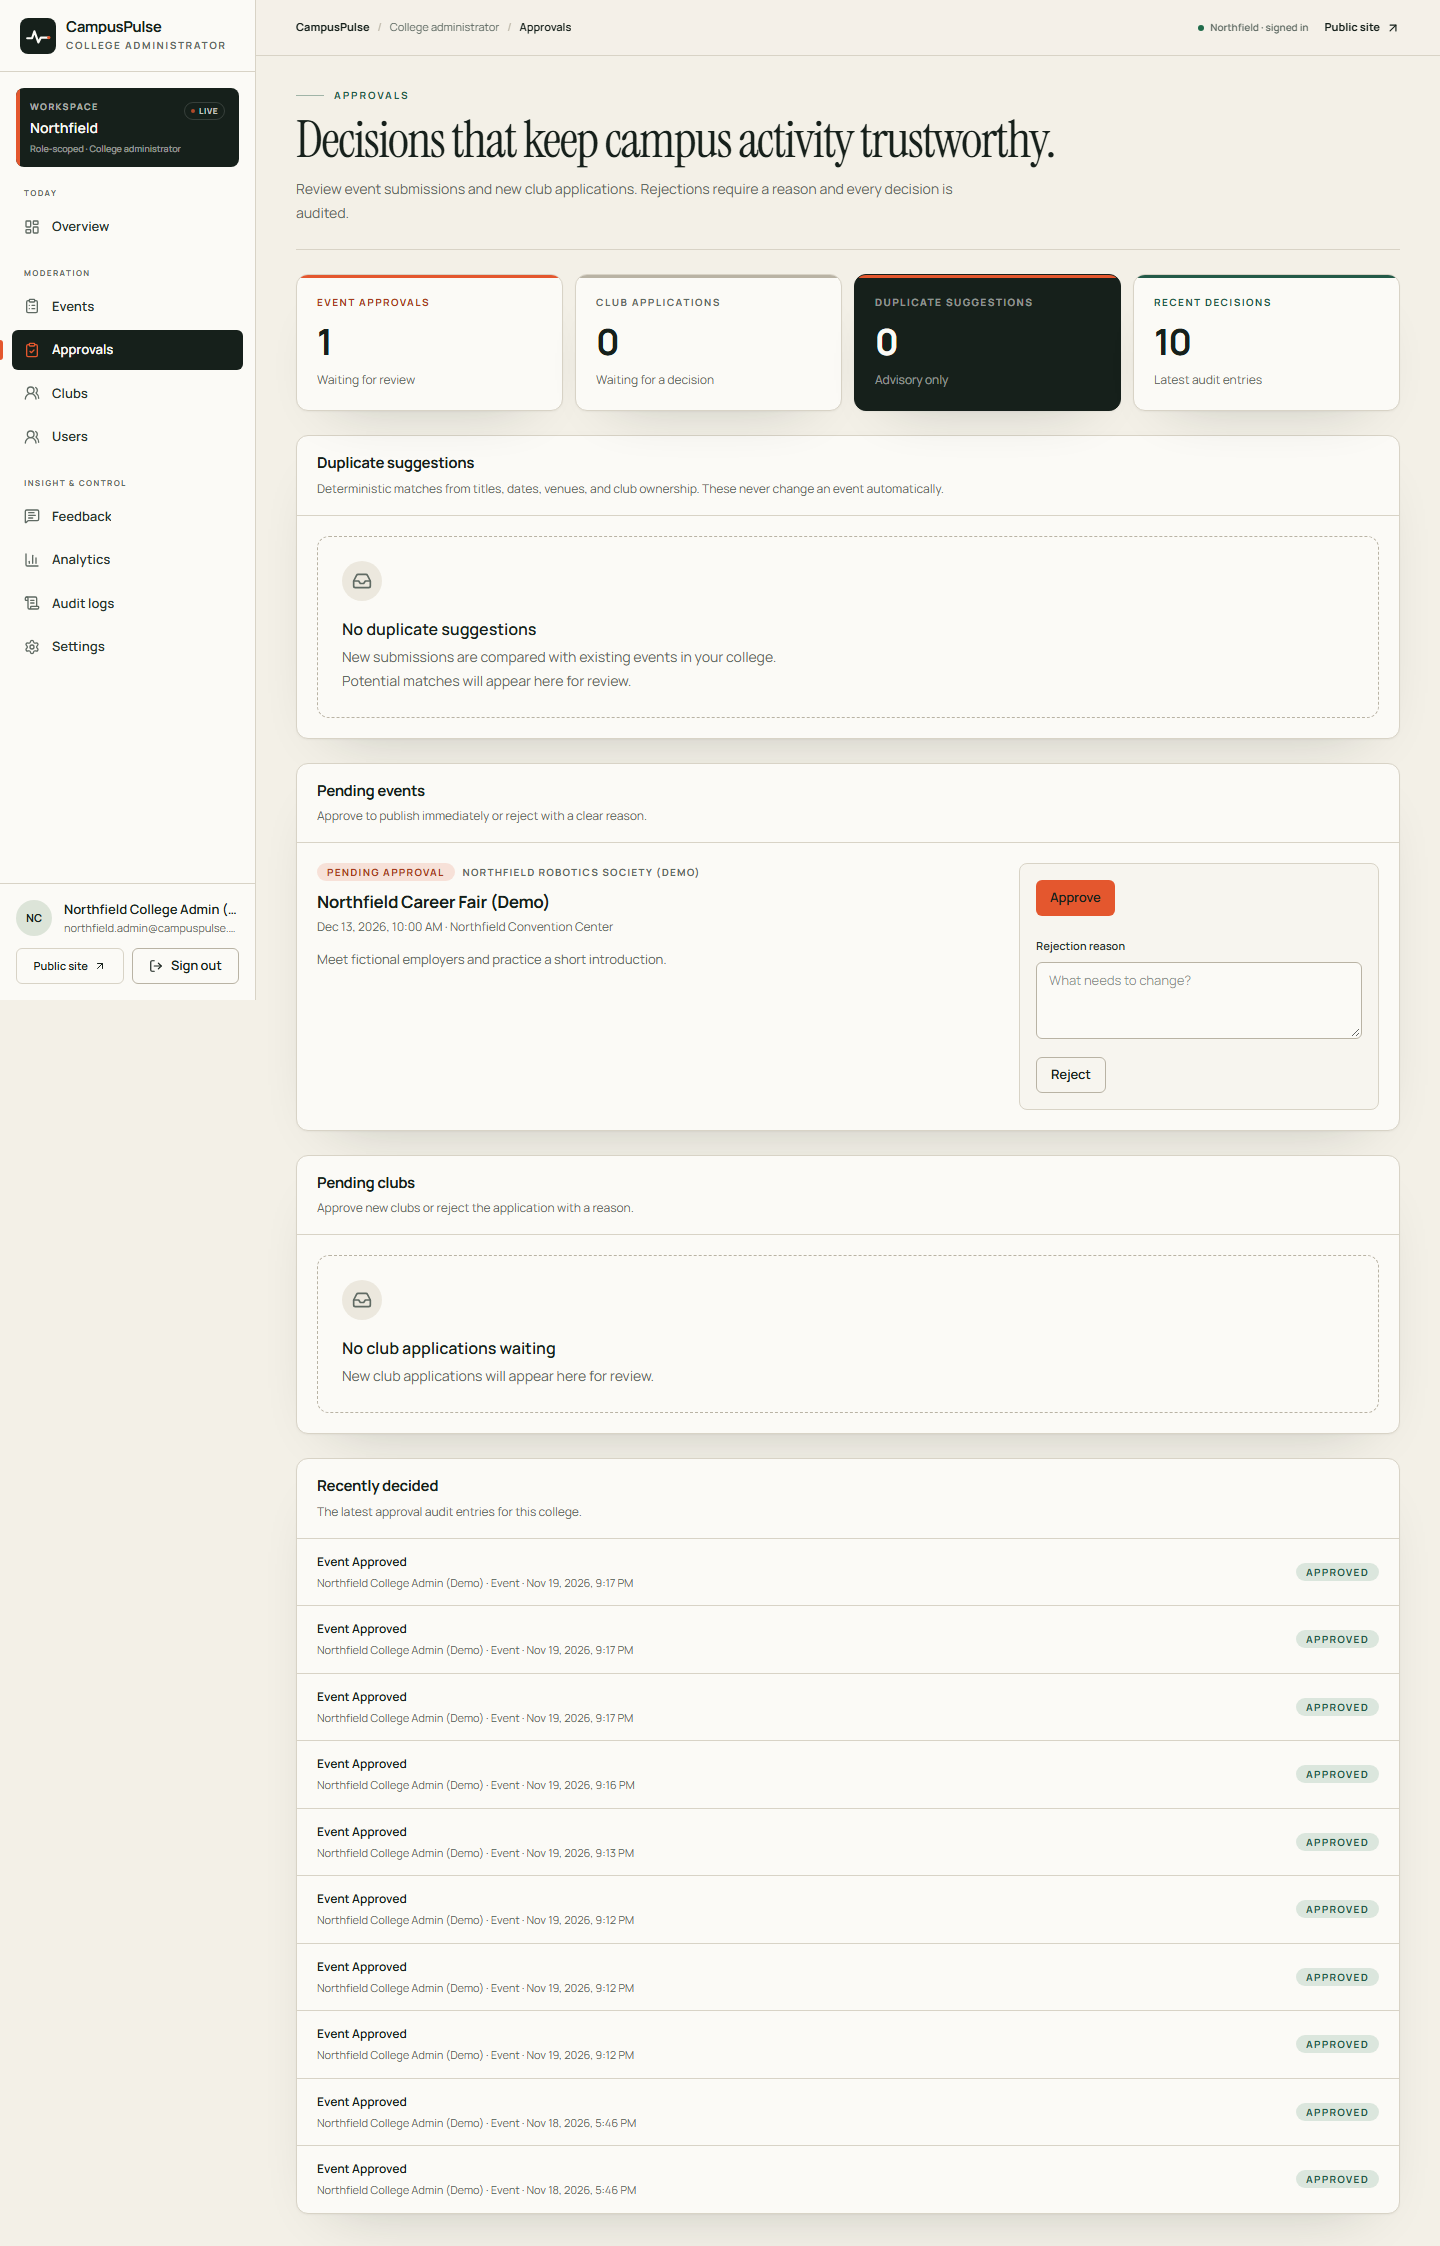 CampusPulse
COLLEGE ADMINISTRATOR
WORKSPACE
LIVE
Northfield
Role-scoped · College administrator
TODAY
Overview
MODERATION
Events
Approvals
Clubs
Users
INSIGHT & CONTROL
Feedback
Analytics
Audit logs
Settings
NC
Northfield College Admin (...
northfield.admin@campuspulse....
Public site
Sign out
CampusPulse / College administrator / Approvals
Northfield · signed in
Public site
APPROVALS
Decisions that keep campus activity trustworthy.
Review event submissions and new club applications. Rejections require a reason and every decision is
audited.
EVENT APPROVALS
1
Waiting for review
CLUB APPLICATIONS
0
Waiting for a decision
DUPLICATE SUGGESTIONS
0
Advisory only
RECENT DECISIONS
10
Latest audit entries
Duplicate suggestions
Deterministic matches from titles, dates, venues, and club ownership. These never change an event automatically.
No duplicate suggestions
New submissions are compared with existing events in your college.
Potential matches will appear here for review.
Pending events
Approve to publish immediately or reject with a clear reason.
PENDING APPROVAL NORTHFIELD ROBOTICS SOCIETY (DEMO)
Northfield Career Fair (Demo)
Dec 13, 2026, 10:00 AM · Northfield Convention Center
Meet fictional employers and practice a short introduction.
Approve
Rejection reason
What needs to change?
Reject
Pending clubs
Approve new clubs or reject the application with a reason.
No club applications waiting
New club applications will appear here for review.
Recently decided
The latest approval audit entries for this college.
Event Approved
Northfield College Admin (Demo) · Event · Nov 19, 2026, 9:17 PM
APPROVED
Event Approved
Northfield College Admin (Demo) · Event · Nov 19, 2026, 9:17 PM
APPROVED
Event Approved
Northfield College Admin (Demo) · Event · Nov 19, 2026, 9:17 PM
APPROVED
Event Approved
Northfield College Admin (Demo) · Event · Nov 19, 2026, 9:16 PM
APPROVED
Event Approved
Northfield College Admin (Demo) · Event · Nov 19, 2026, 9:13 PM
APPROVED
Event Approved
Northfield College Admin (Demo) · Event · Nov 19, 2026, 9:12 PM
APPROVED
Event Approved
Northfield College Admin (Demo) · Event · Nov 19, 2026, 9:12 PM
APPROVED
Event Approved
Northfield College Admin (Demo) · Event · Nov 19, 2026, 9:12 PM
APPROVED
Event Approved
Northfield College Admin (Demo) · Event · Nov 18, 2026, 5:46 PM
APPROVED
Event Approved
Northfield College Admin (Demo) · Event · Nov 18, 2026, 5:46 PM
APPROVED